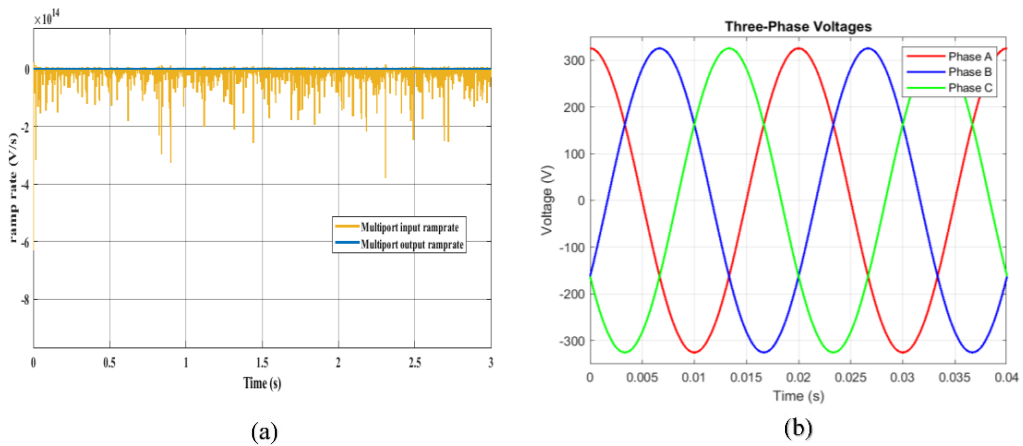 ×10^14
0
-2
-4
-6
-8
ramp rate (V/s)
Multiport input ramprate
Multiport output ramprate
0
0.5
1
1.5
2
2.5
3
Time (s)
(a)
Three-Phase Voltages
300
200
100
0
-100
-200
-300
Voltage (V)
Phase A
Phase B
Phase C
0
0.005
0.01
0.015
0.02
0.025
0.03
0.035
0.04
Time (s)
(b)